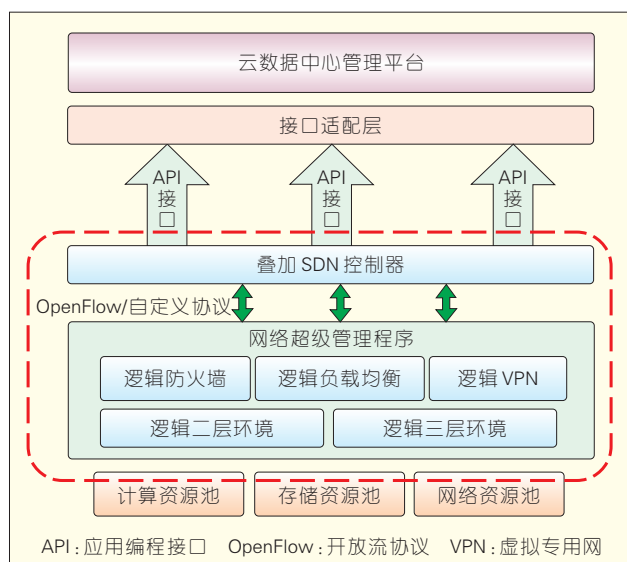 云数据中心管理平台
接口适配层
API
接
口
API
接
口
API
接
口
叠加 SDN 控制器
OpenFlow/自定义协议
网络超级管理程序
逻辑防火墙
逻辑负载均衡
逻辑 VPN
逻辑二层环境
逻辑三层环境
计算资源池
存储资源池
网络资源池
API:应用编程接口 OpenFlow:开放流协议 VPN:虚拟专用网